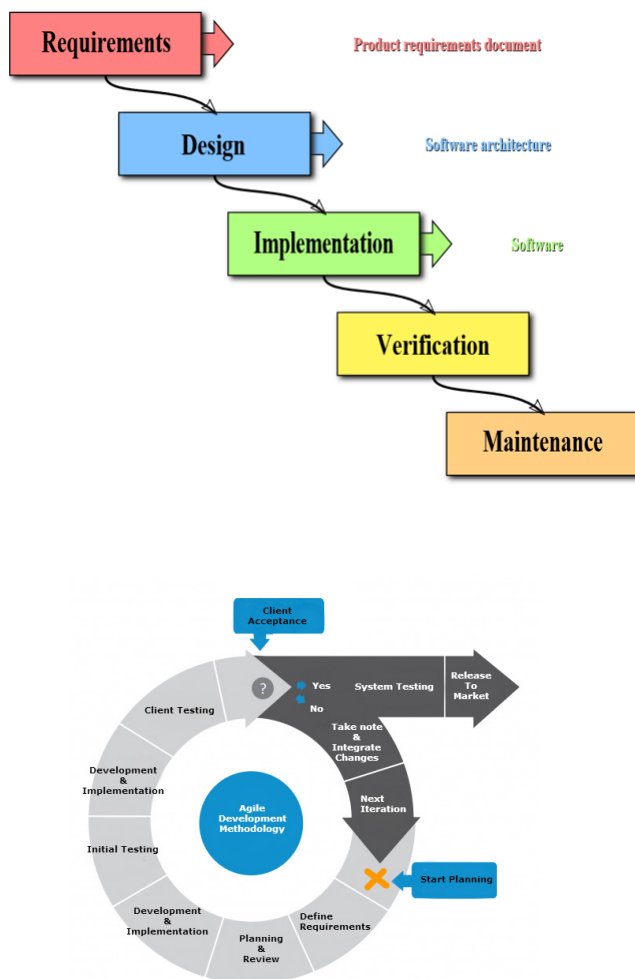 Requirements
Product requirements document
Design
Software architecture
Implementation
Software
Verification
Maintenance
Client
Acceptance
?
Yes
No
System Testing
Release
To
Market
Client Testing
Take note
&
Integrate
Changes
Development
&
Implementation
Agile
Development
Methodology
Next
Iteration
Initial Testing
Start Planning
Development
&
Implementation
Define
Requirements
Planning
&
Review